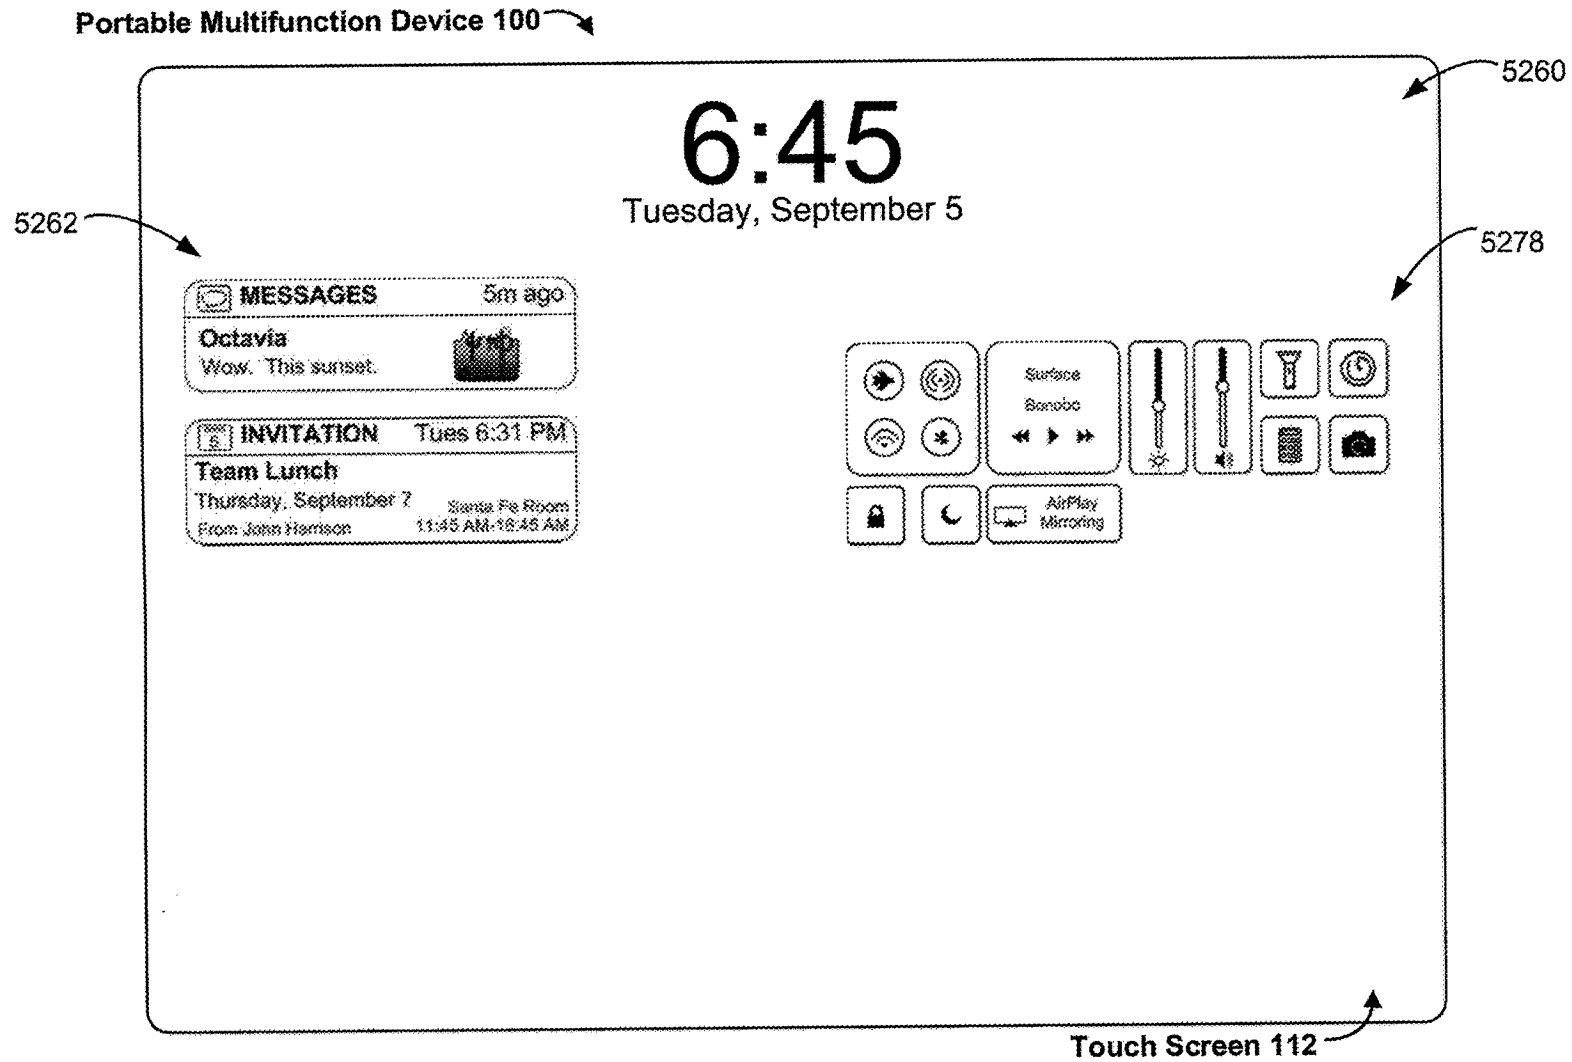 Portable Multifunction Device 100
5260
6:45
Tuesday, September 5
5262
5278
MESSAGES 5m ago
Octavia
Wow. This sunset.
INVITATION Tues 6:31 PM
5
Team Lunch
Thursday, September 7
Santa Fe Room
From John Harrison
11:45 AM-16:45 AM
Surface
Bonobo
AirPlay
Mirroring
Touch Screen 112